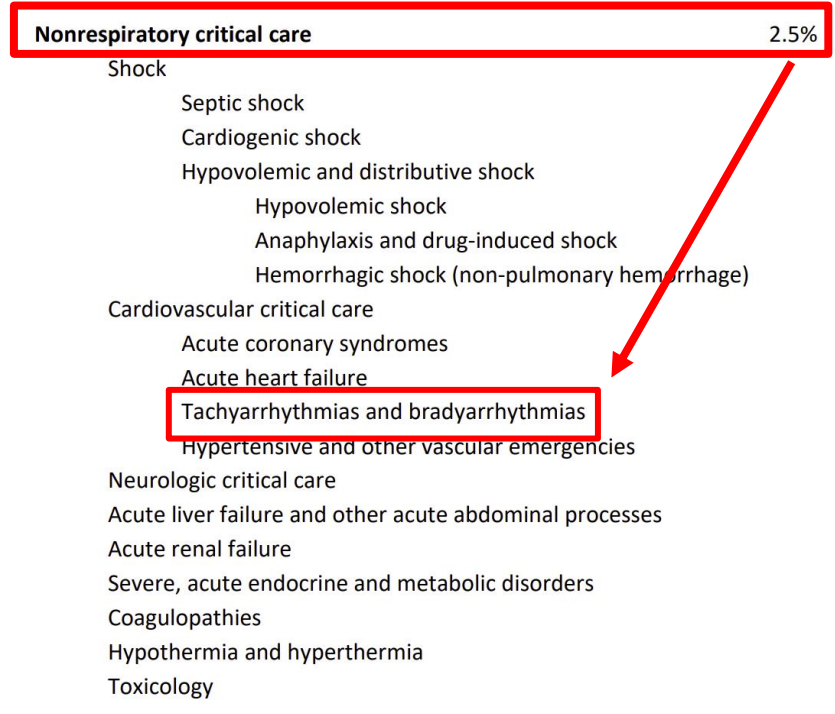 Nonrespiratory critical care 2.5%
Shock
Septic shock
Cardiogenic shock
Hypovolemic and distributive shock
Hypovolemic shock
Anaphylaxis and drug-induced shock
Hemorrhagic shock (non-pulmonary hemorrhage)
Cardiovascular critical care
Acute coronary syndromes
Acute heart failure
Tachyarrhythmias and bradyarrhythmias
Hypertensive and other vascular emergencies
Neurologic critical care
Acute liver failure and other acute abdominal processes
Acute renal failure
Severe, acute endocrine and metabolic disorders
Coagulopathies
Hypothermia and hyperthermia
Toxicology